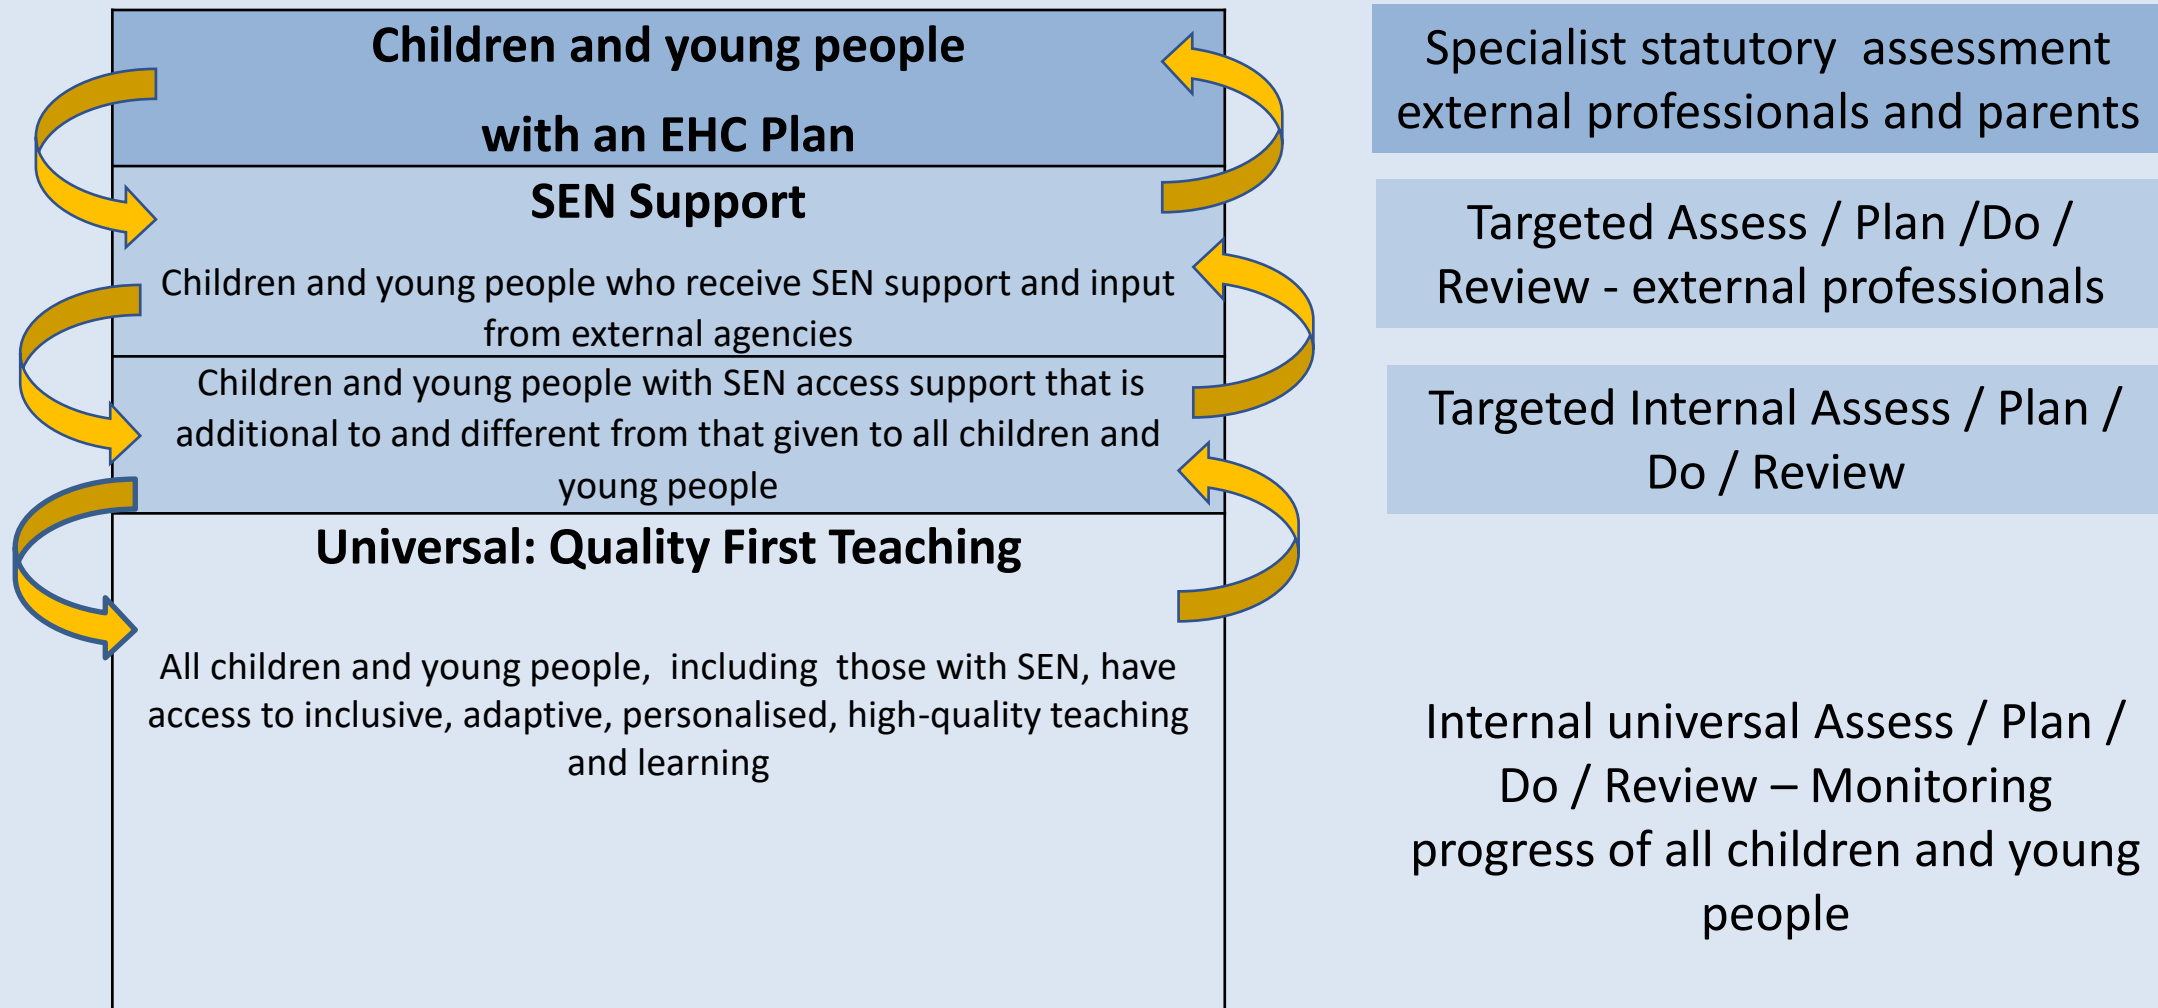 Children and young people
with an EHC Plan
Specialist statutory  assessment
external professionals and parents
SEN Support
Children and young people who receive SEN support and input
from external agencies
Targeted Assess / Plan /Do /
Review - external professionals
Children and young people with SEN access support that is
additional to and different from that given to all children and
young people
Targeted Internal Assess / Plan /
Do / Review
Universal: Quality First Teaching
All children and young people,  including  those with SEN, have
access to inclusive, adaptive, personalised, high-quality teaching
and learning
Internal universal Assess / Plan /
Do / Review – Monitoring
progress of all children and young
people